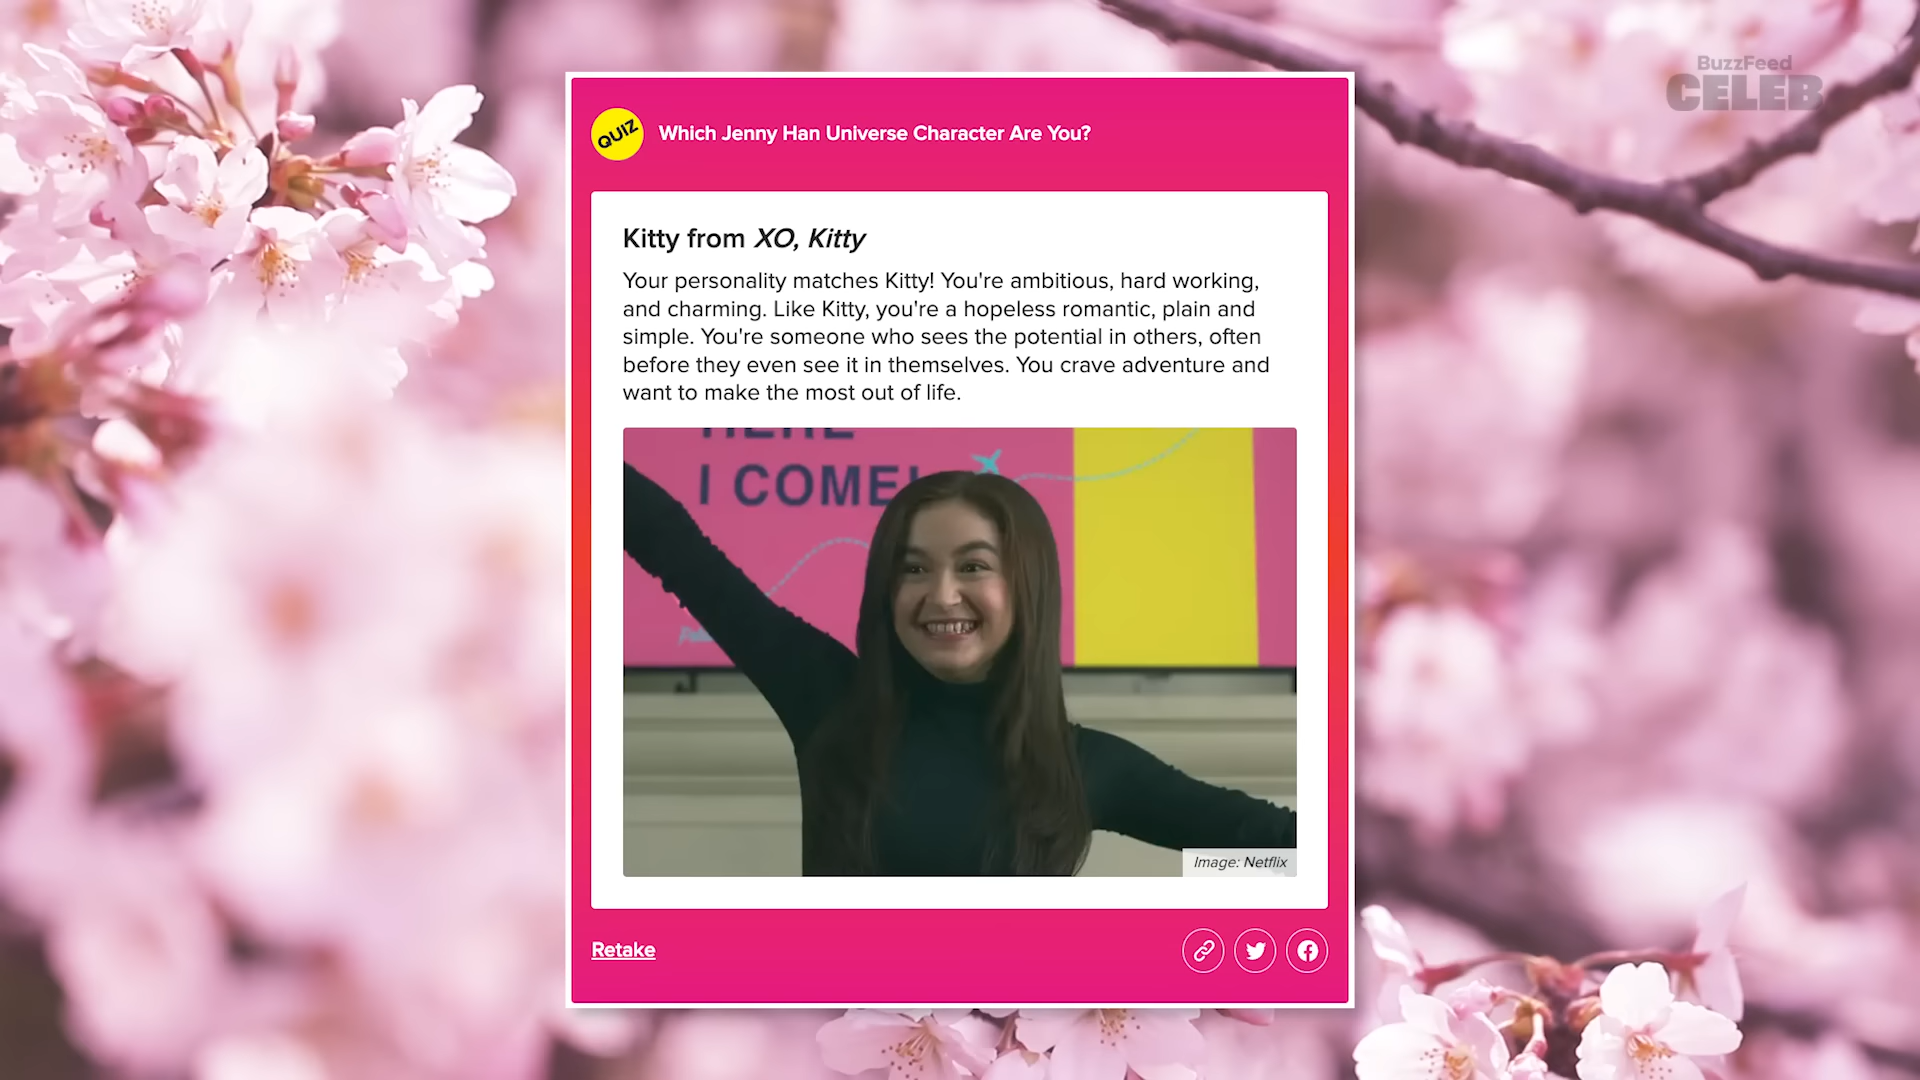 BuzzFeed
CELEB
QUIZ
Which Jenny Han Universe Character Are You?
Kitty from XO, Kitty
Your personality matches Kitty! You're ambitious, hard working,
and charming. Like Kitty, you're a hopeless romantic, plain and
simple. You're someone who sees the potential in others, often
before they even see it in themselves. You crave adventure and
want to make the most out of life.
HERE
I COME!
Image: Netflix
Retake